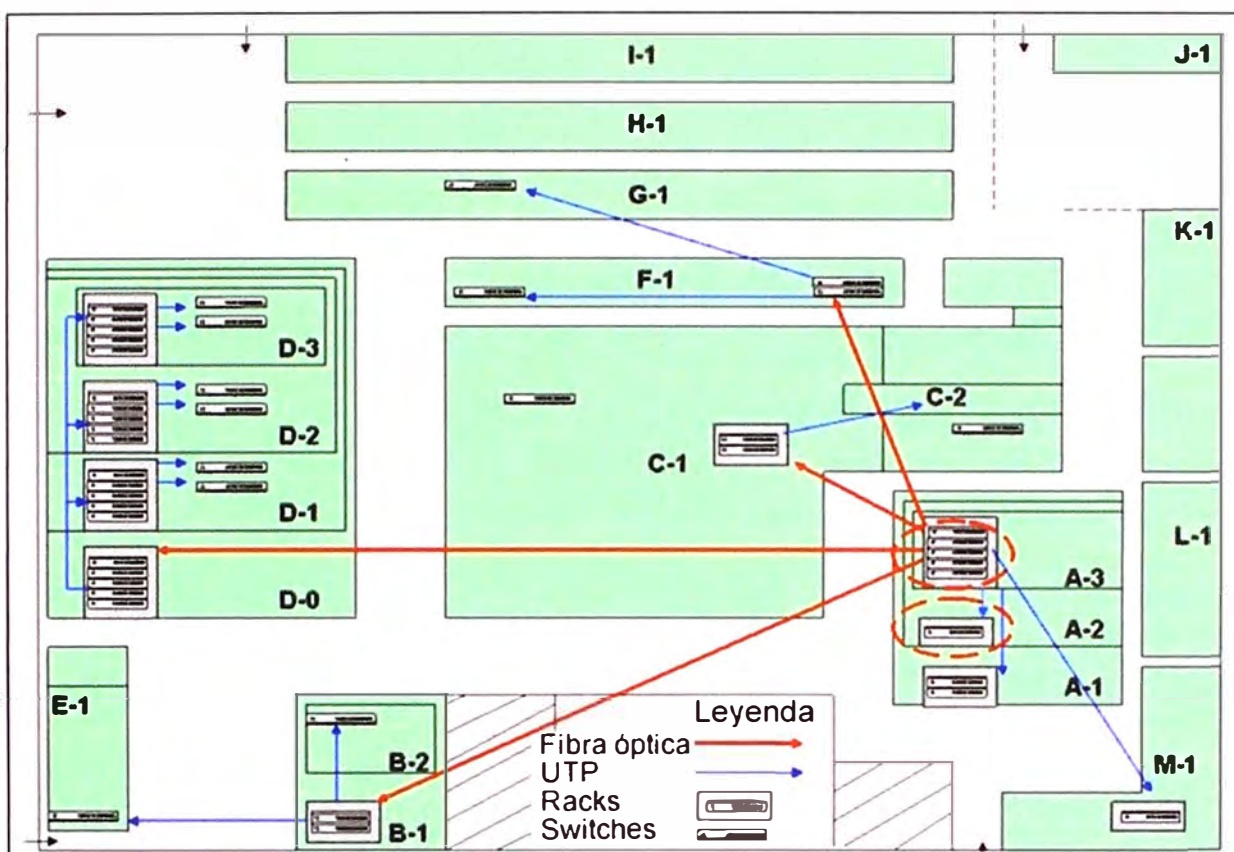 I-1
J-1
H-1
G-1
K-1
F-1
D-3
C-2
D-2
C-1
D-1
L-1
A-3
D-0
A-2
A-1
E-1
Leyenda
Fibra óptica
B-2
M-1
UTP
Racks
B-1
Switches